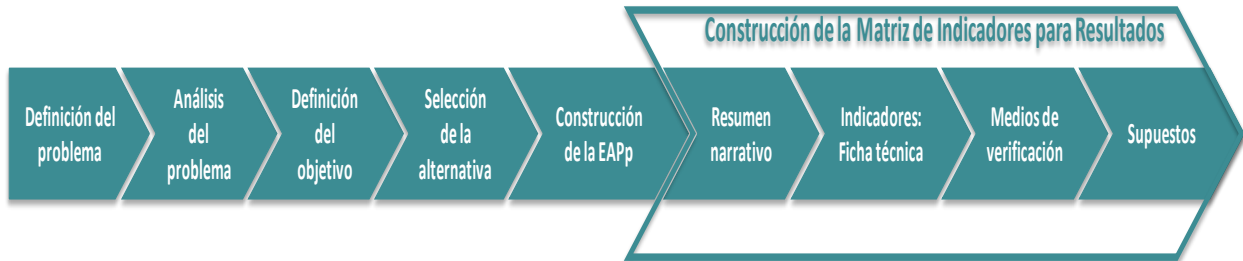 Construcción de la Matriz de Indicadores para Resultados
Definición del
problema
Análisis
del
problema
Definición
del
objetivo
Selección
de la
alternativa
Construcción
de la EAPp
Resumen
narrativo
Indicadores:
Ficha técnica
Medios de
verificación
Supuestos